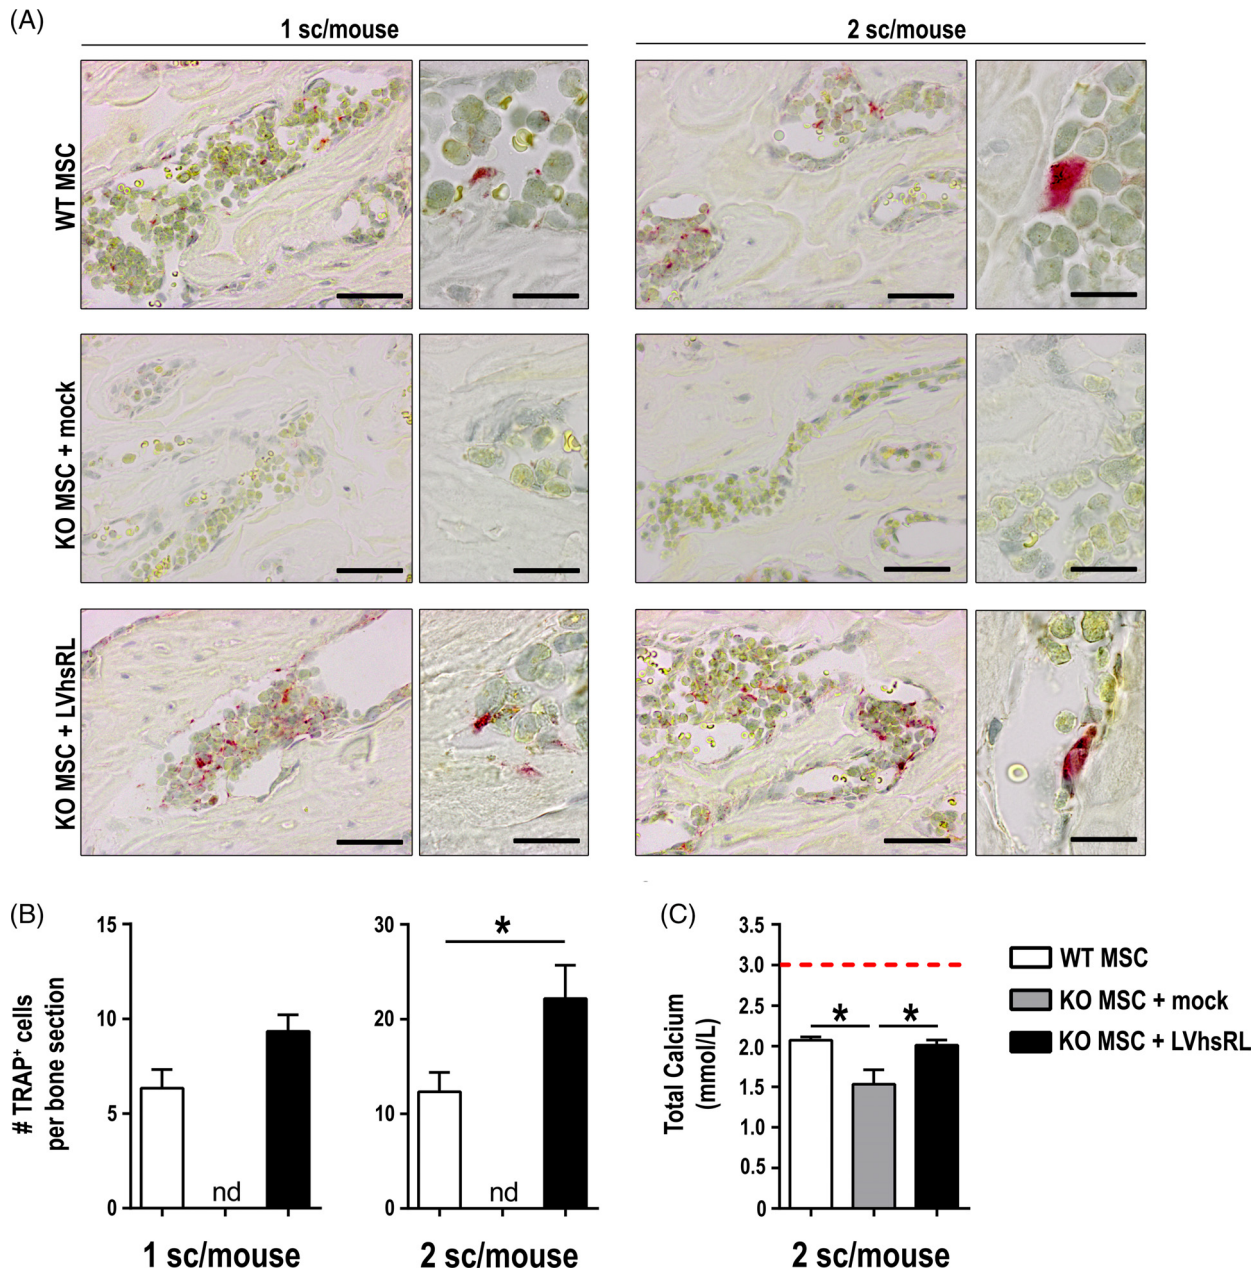 (A)
1 sc/mouse
2 sc/mouse
WT MSC
KO MSC + mock
KO MSC + LVhsRL
(B)
# TRAP+ cells
per bone section
15
10
5
0
nd
1 sc/mouse
30
20
10
0
*
nd
2 sc/mouse
(C)
Total Calcium
(mmol/L)
3.5
3.0
2.5
2.0
1.5
1.0
0.5
0
*
*
2 sc/mouse
WT MSC
KO MSC + mock
KO MSC + LVhsRL